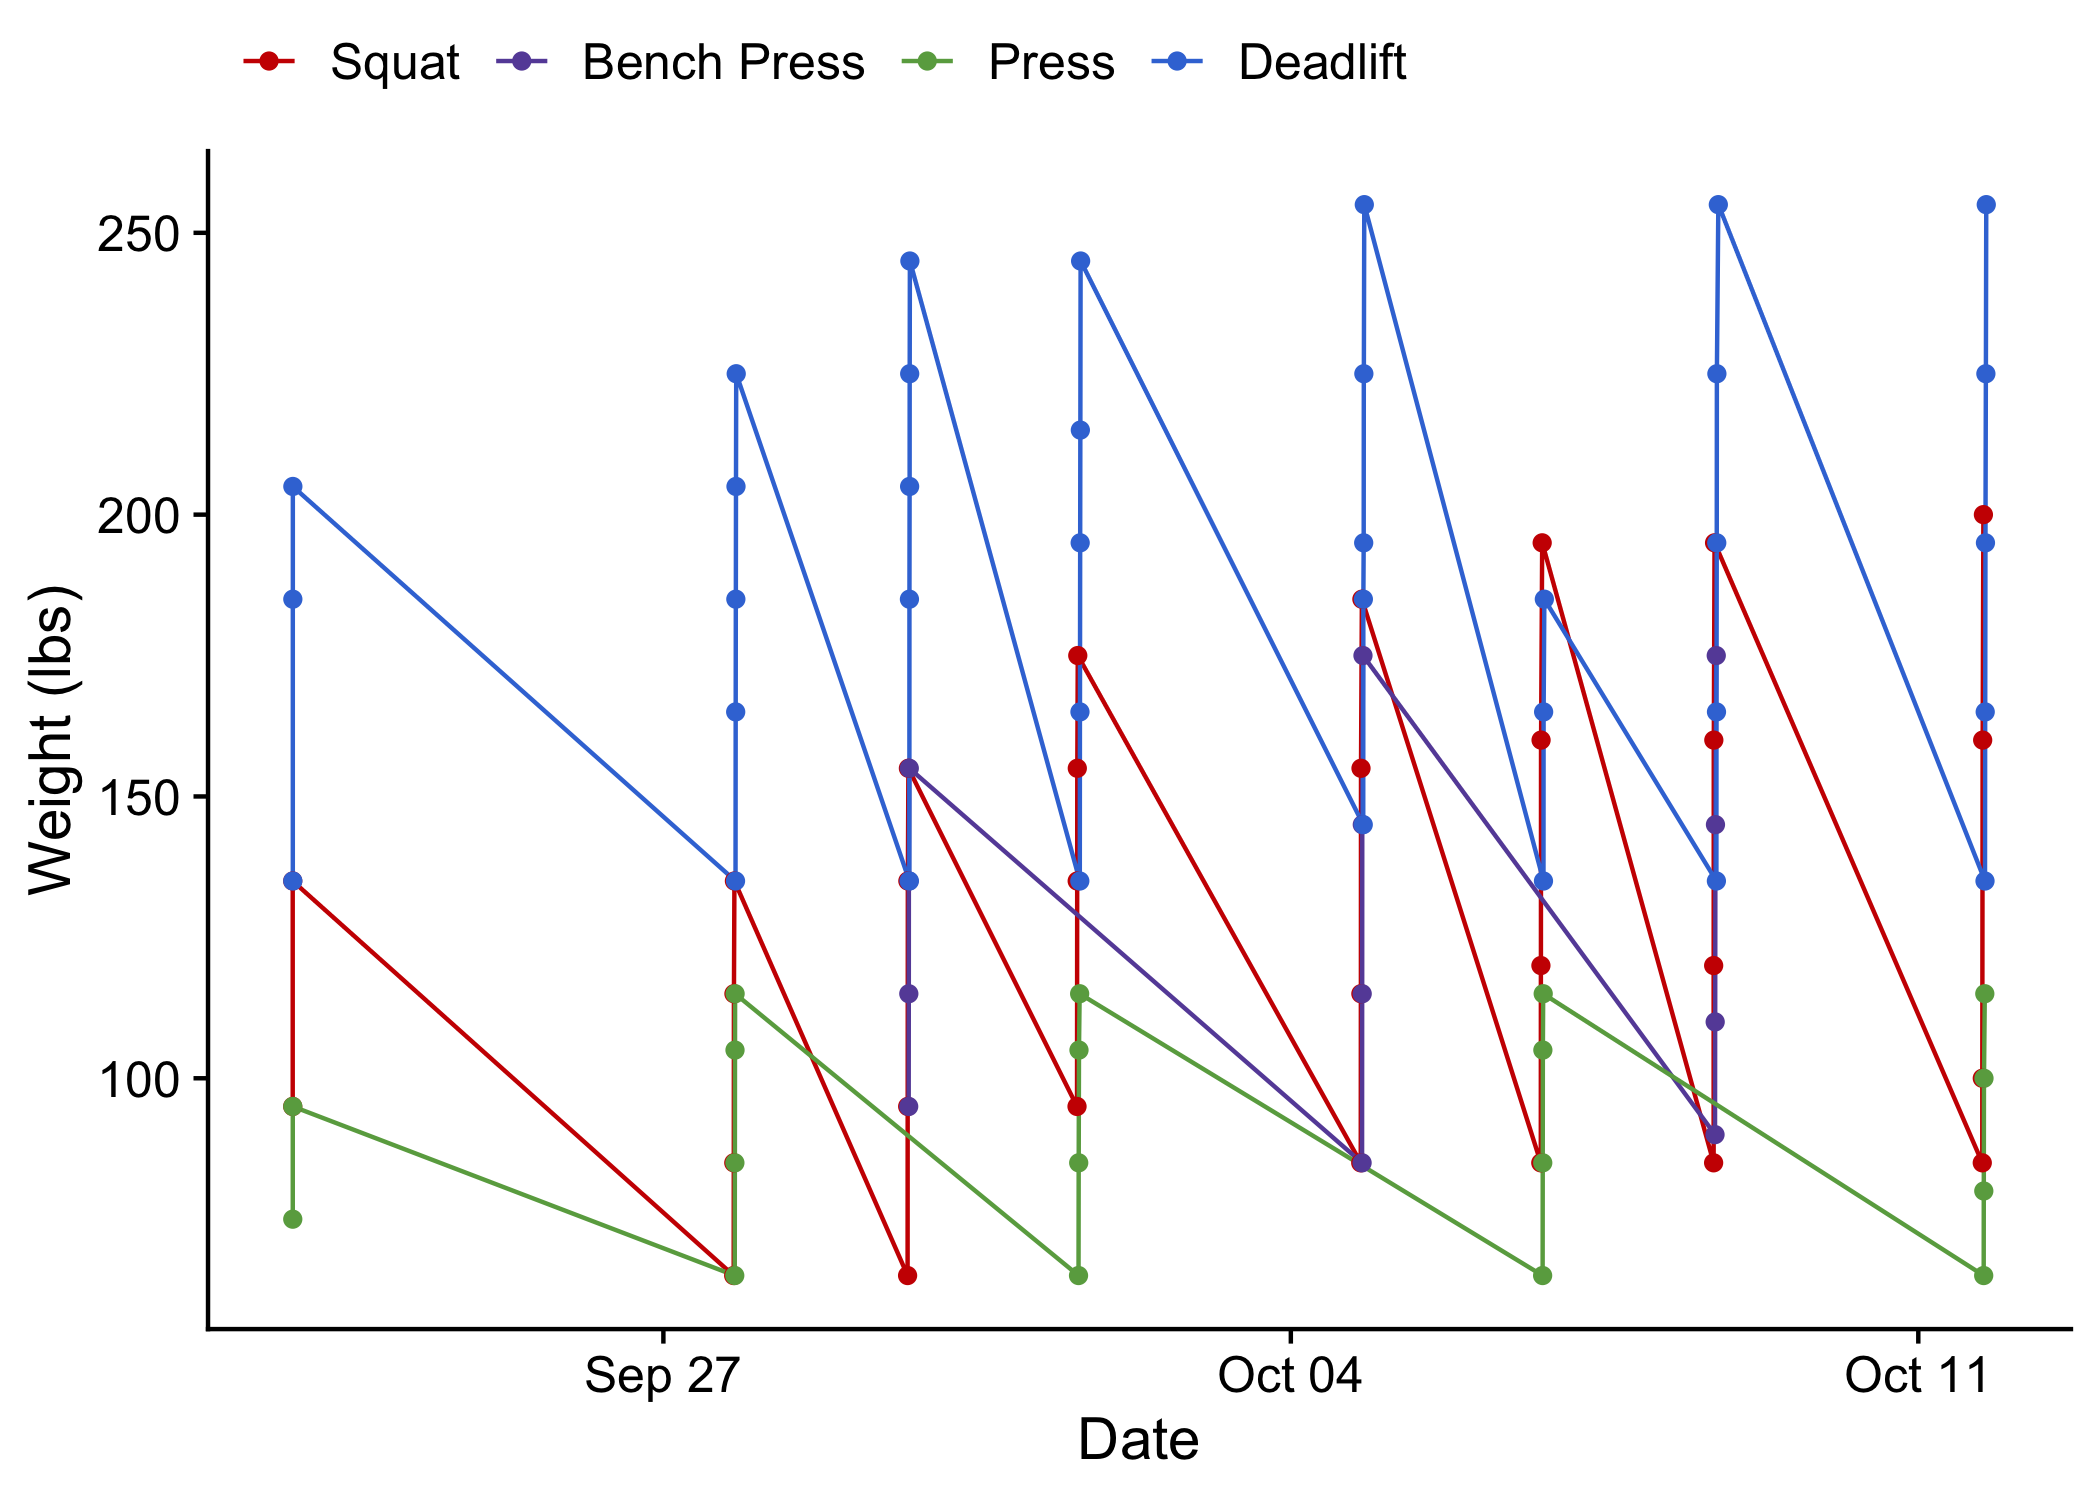 Squat Bench Press Press Deadlift
250
200
150
100
Weight (lbs)
Sep 27 Oct 04 Oct 11
Date